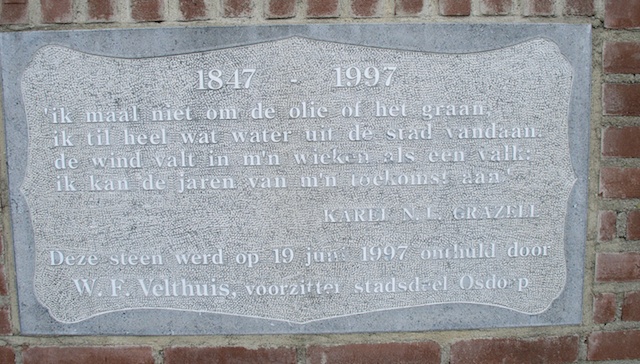 1847 - 1997
'ik maal niet om de olie of het graan,
ik til heel wat water uit de stad vandaan.
de wind valt in m'n wieken als een valk:
ik kan de jaren van m'n toekomst aan'
KAREL N.L. GRAZELL
Deze steen werd op 19 juni 1997 onthuld door
W. F. Velthuis, voorzitter stadsdeel Osdorp